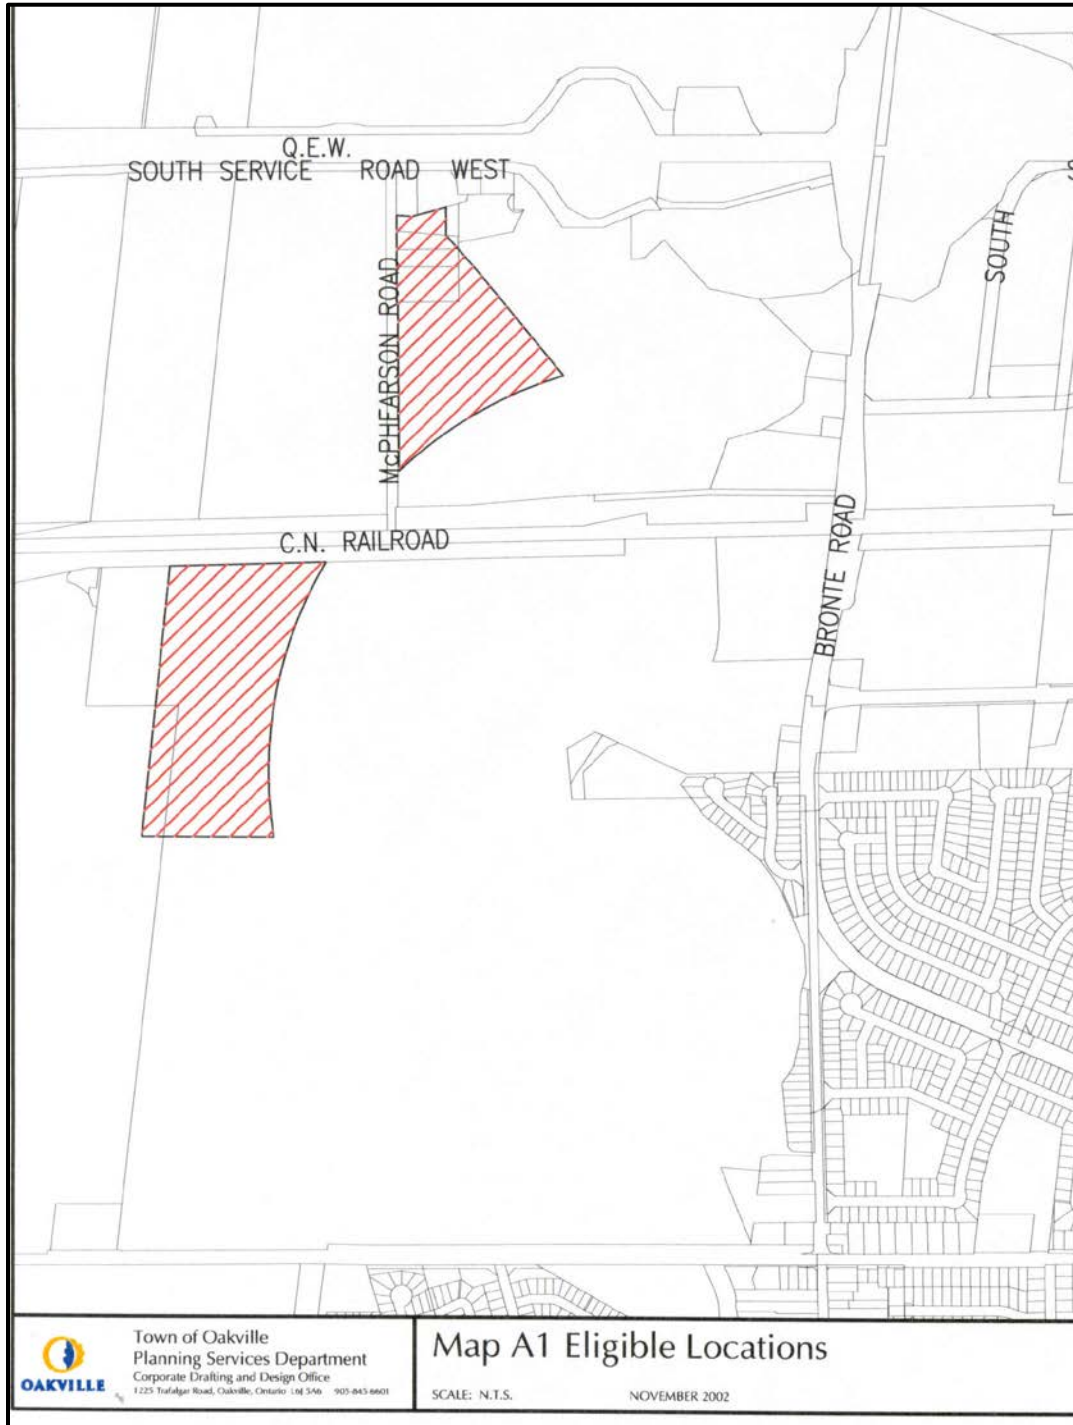 Q.E.W.
SOUTH SERVICE ROAD WEST
S
SOUTH
McPHEARSON ROAD
C.N. RAILROAD
BRONTE ROAD
OAKVILLE
Town of Oakville
Planning Services Department
Corporate Drafting and Design Office
1225 Trafalgar Road, Oakville, Ontario L6J 5A6 905-845-6601
Map A1 Eligible Locations
SCALE: N.T.S.
NOVEMBER 2002